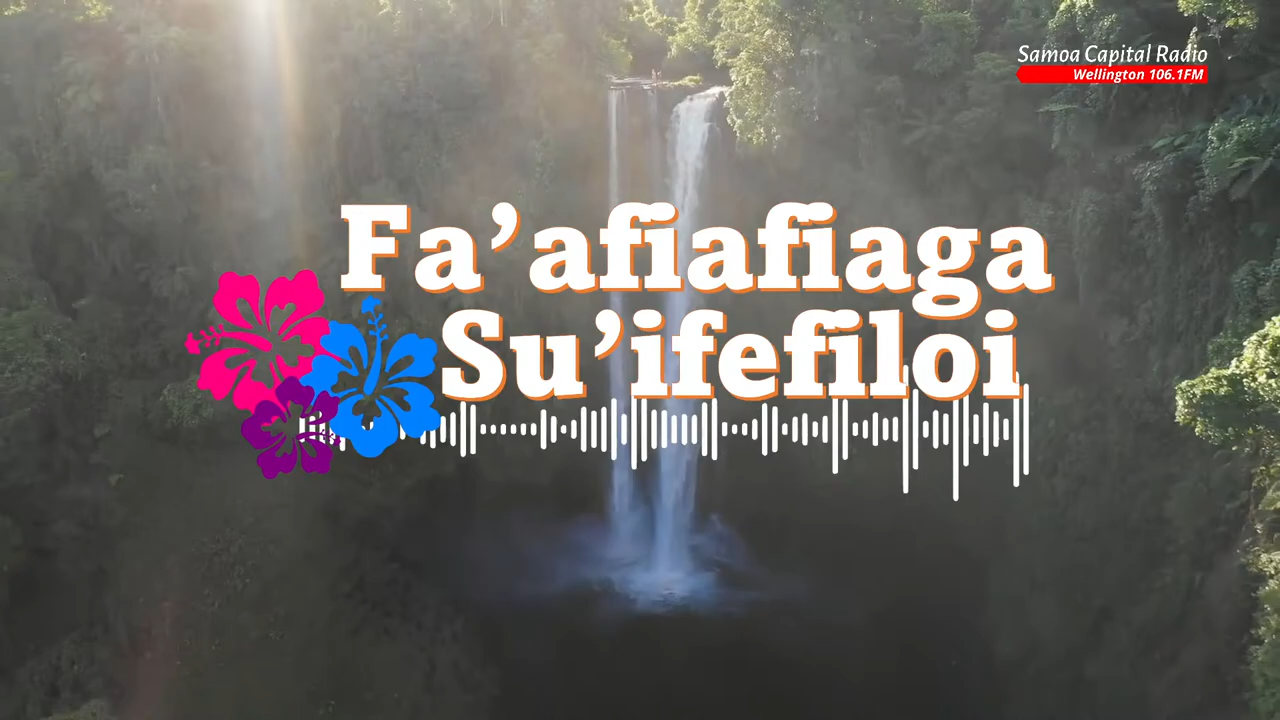 Samoa Capital Radio
Wellington 106.1FM
Fa’afiafiaga
Su’ifefiloi